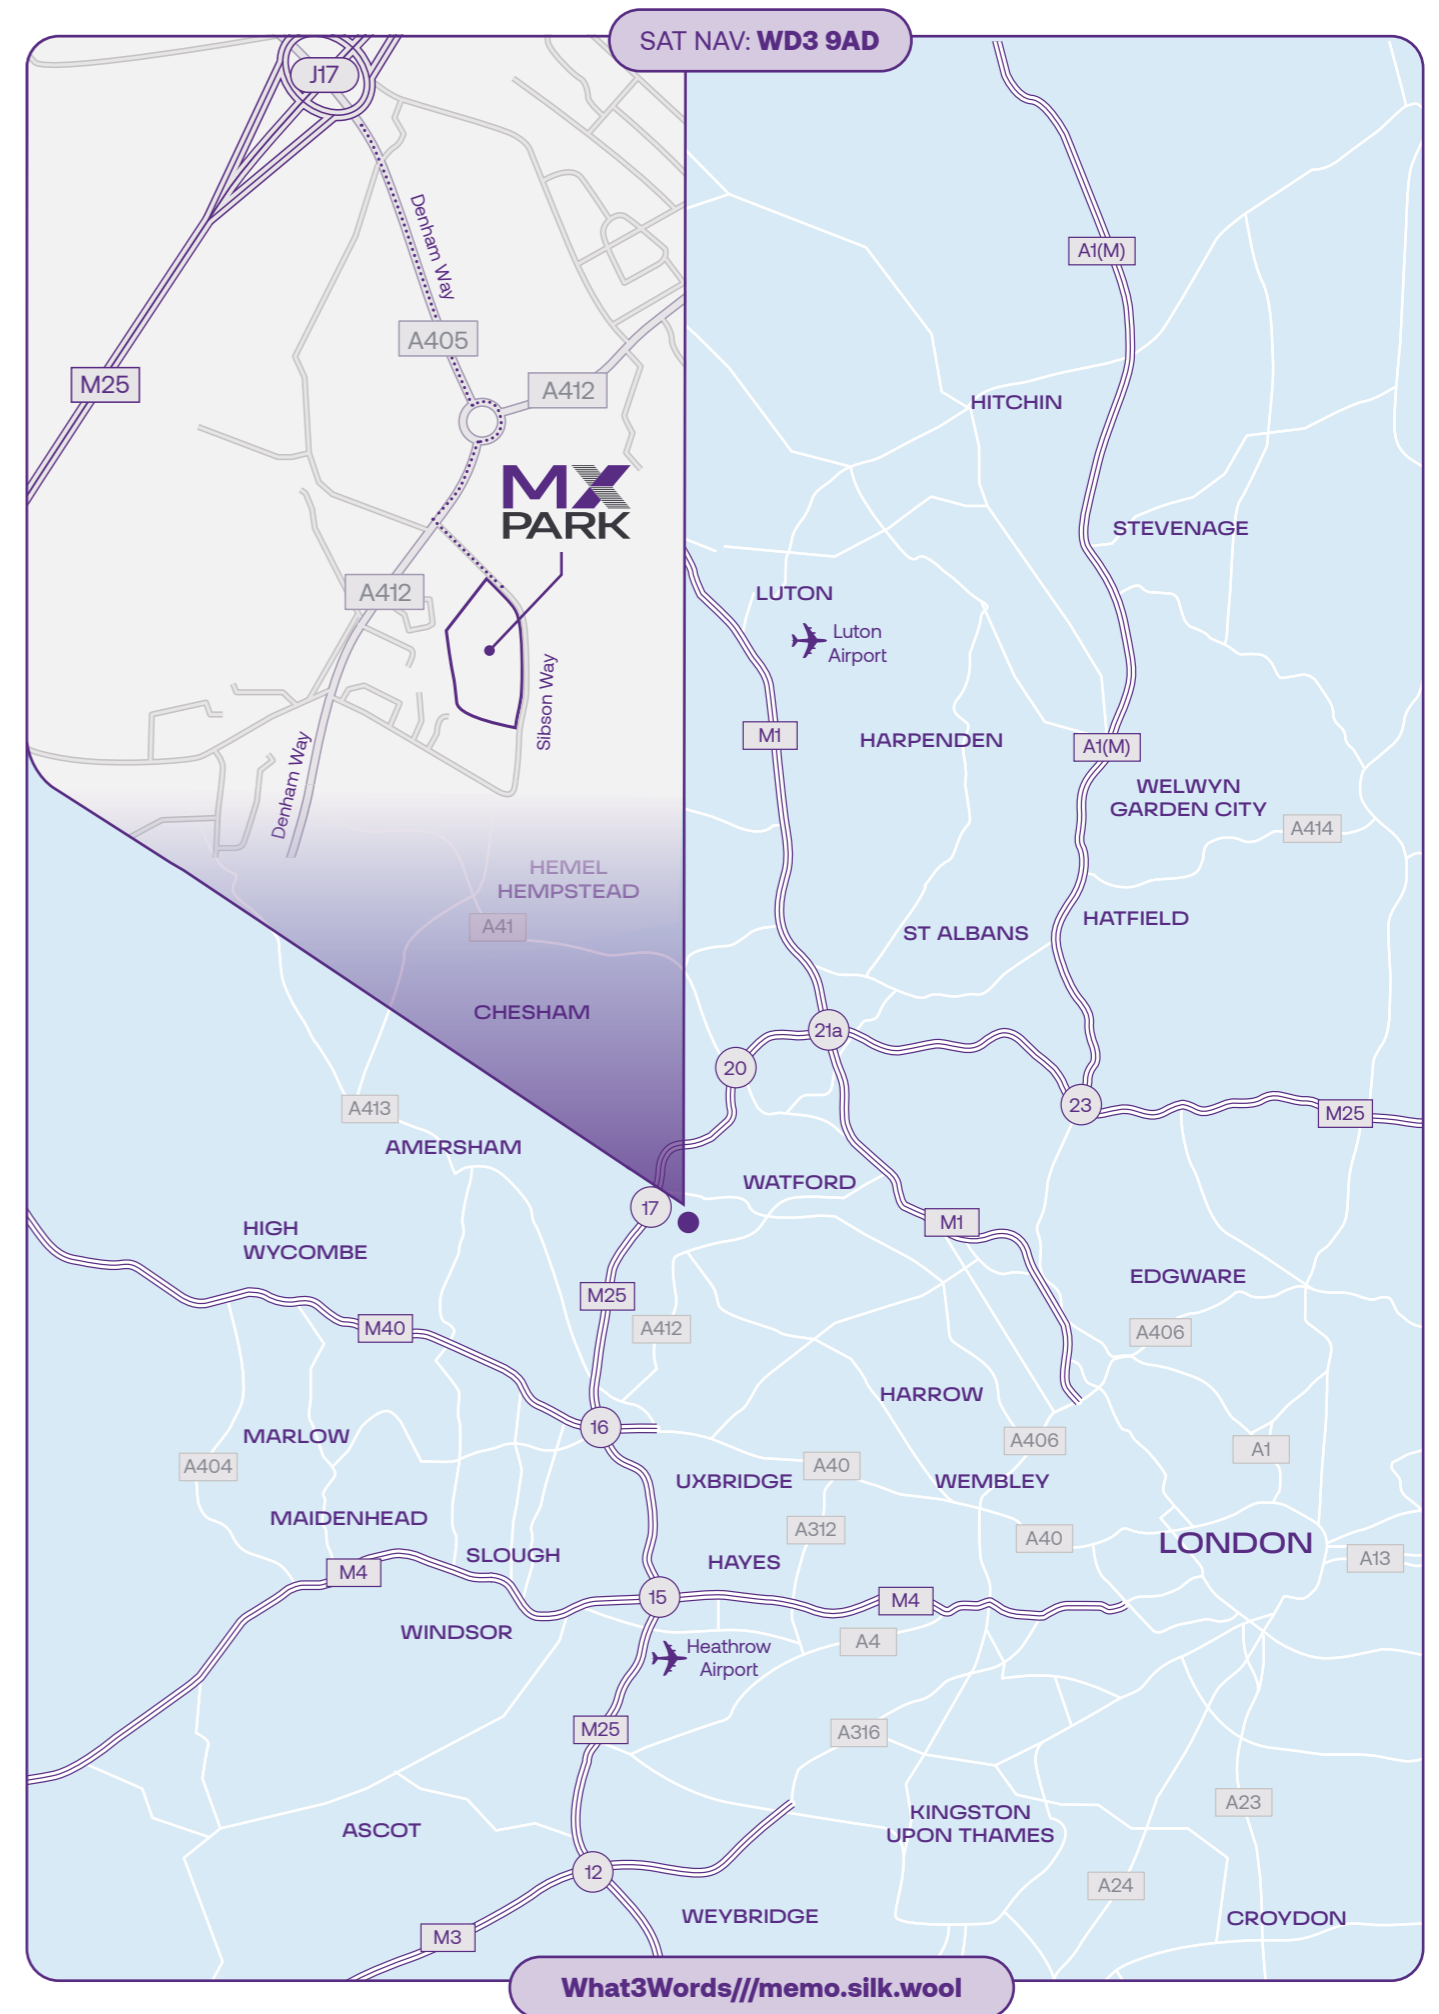 SAT NAV: WD3 9AD
J17
Denham Way
A405
M25
A412
MX
PARK
A412
Sibson Way
Denham Way
A1(M)
HITCHIN
STEVENAGE
LUTON
Luton
Airport
M1
HARPENDEN
A1(M)
WELWYN
GARDEN CITY
A414
HEMEL
HEMPSTEAD
A41
ST ALBANS
HATFIELD
CHESHAM
21a
20
23
M25
A413
AMERSHAM
WATFORD
17
M1
HIGH
WYCOMBE
EDGWARE
M25
A412
M40
A406
HARROW
16
MARLOW
A404
A406
A1
UXBRIDGE
A40
WEMBLEY
MAIDENHEAD
A312
A40
LONDON
A13
SLOUGH
HAYES
M4
15
M4
WINDSOR
A4
Heathrow
Airport
M25
A316
A23
ASCOT
KINGSTON
UPON THAMES
12
A24
WEYBRIDGE
CROYDON
M3
What3Words///memo.silk.wool